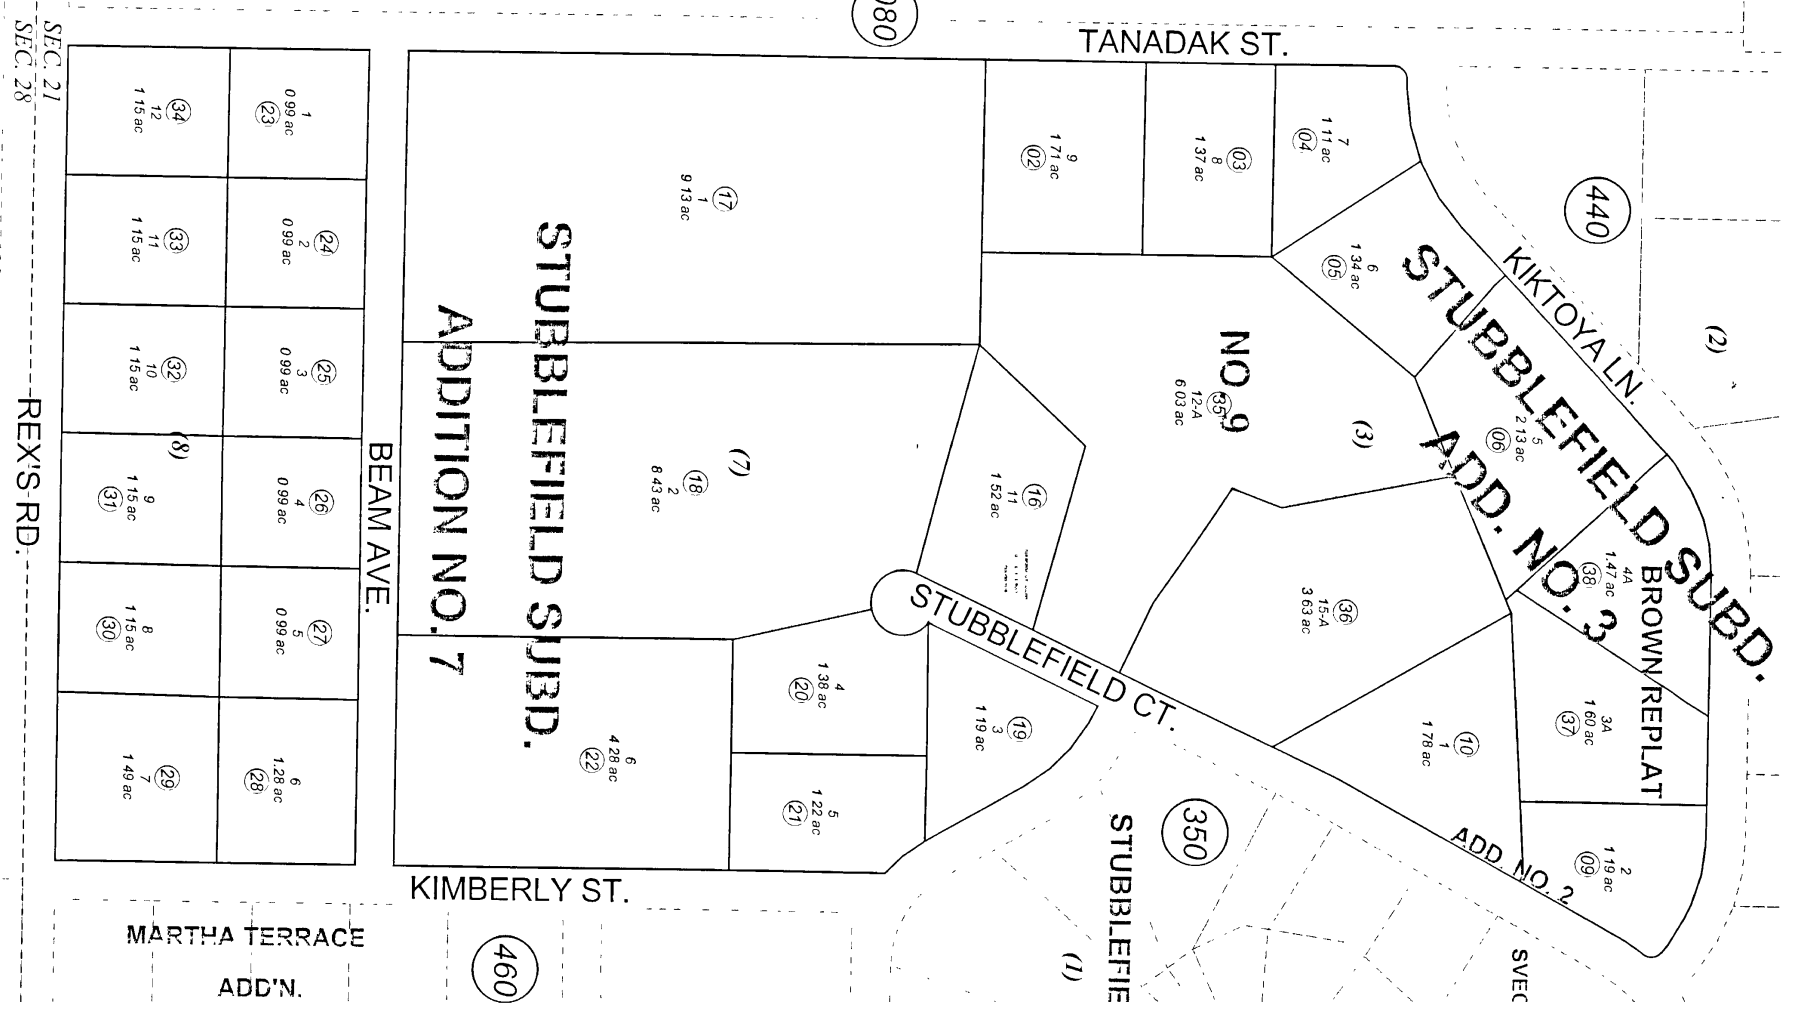 080
TANADAK ST.
SEC. 21
SEC. 28
REX'S RD.
34
12
1 15 ac
1
0 99 ac
23
33
11
1 15 ac
24
2
0 99 ac
32
10
1 15 ac
25
3
0 99 ac
(8)
9
1 15 ac
31
26
4
0 99 ac
8
1 15 ac
30
27
5
0 99 ac
29
7
1 49 ac
6
1.28 ac
28
BEAM AVE.
17
1
9 13 ac
STUBBLEFIELD SUBD.
ADDITION NO. 7
(7)
18
2
8 43 ac
6
4 28 ac
22
4
1 38 ac
20
5
1 22 ac
21
19
3
1 19 ac
KIMBERLY ST.
MARTHA TERRACE
ADD'N.
460
9
1 71 ac
02
03
8
1 37 ac
7
1 11 ac
04
6
1 34 ac
05
NO. 9
35
12-A
6 03 ac
(3)
16
11
1 52 ac
STUBBLEFIELD CT.
36
15-A
3 63 ac
5
2 13 ac
06
KIKTOYA LN.
440
(2)
STUBBLEFIELD SUBD.
ADD. NO. 3
4A
1.47 ac
38
BROWN REPLAT
3A
1 60 ac
37
10
1
1 78 ac
2
1 19 ac
09
ADD. NO. 2
350
STUBBLEFIE
(1)
SVEC